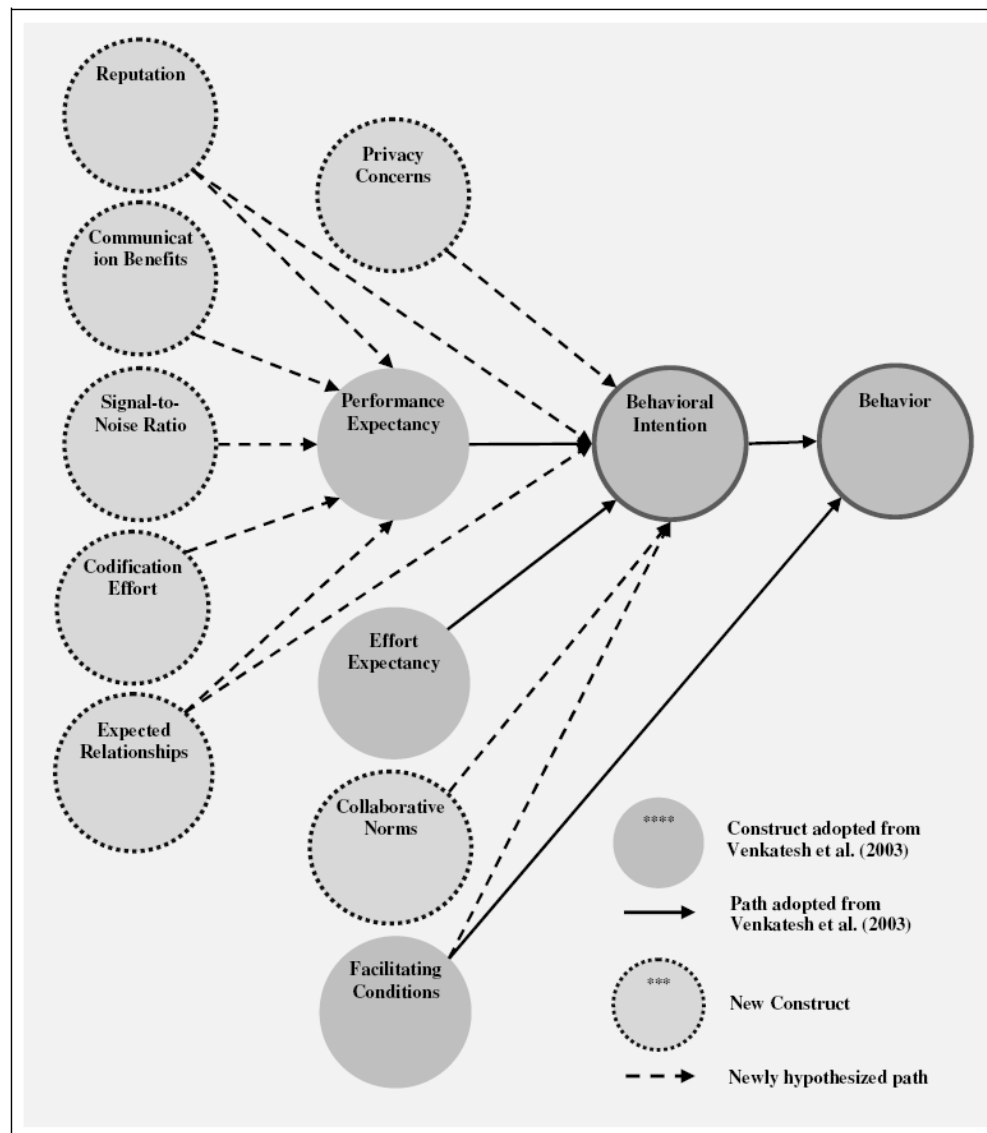 Reputation
Privacy
Concerns
Communicat
ion Benefits
Signal-to-
Noise Ratio
Performance
Expectancy
Behavioral
Intention
Behavior
Codification
Effort
Effort
Expectancy
Expected
Relationships
Collaborative
Norms
Facilitating
Conditions
****
Construct adopted from
Venkatesh et al. (2003)
Path adopted from
Venkatesh et al. (2003)
***
New Construct
Newly hypothesized path